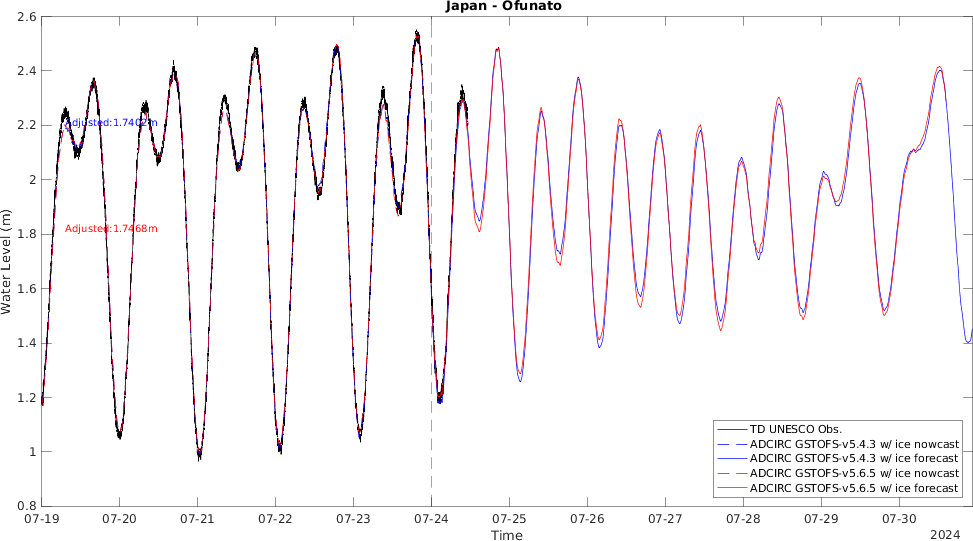 Japan - Ofunato
2.6
2.4
2.2
2
1.8
1.6
1.4
1.2
1
0.8
Water Level (m)
Adjusted:1.7402m
Adjusted:1.7468m
TD UNESCO Obs.
ADCIRC GSTOFS-v5.4.3 w/ ice nowcast
ADCIRC GSTOFS-v5.4.3 w/ ice forecast
ADCIRC GSTOFS-v5.6.5 w/ ice nowcast
ADCIRC GSTOFS-v5.6.5 w/ ice forecast
07-19 07-20 07-21 07-22 07-23 07-24 07-25 07-26 07-27 07-28 07-29 07-30
Time
2024